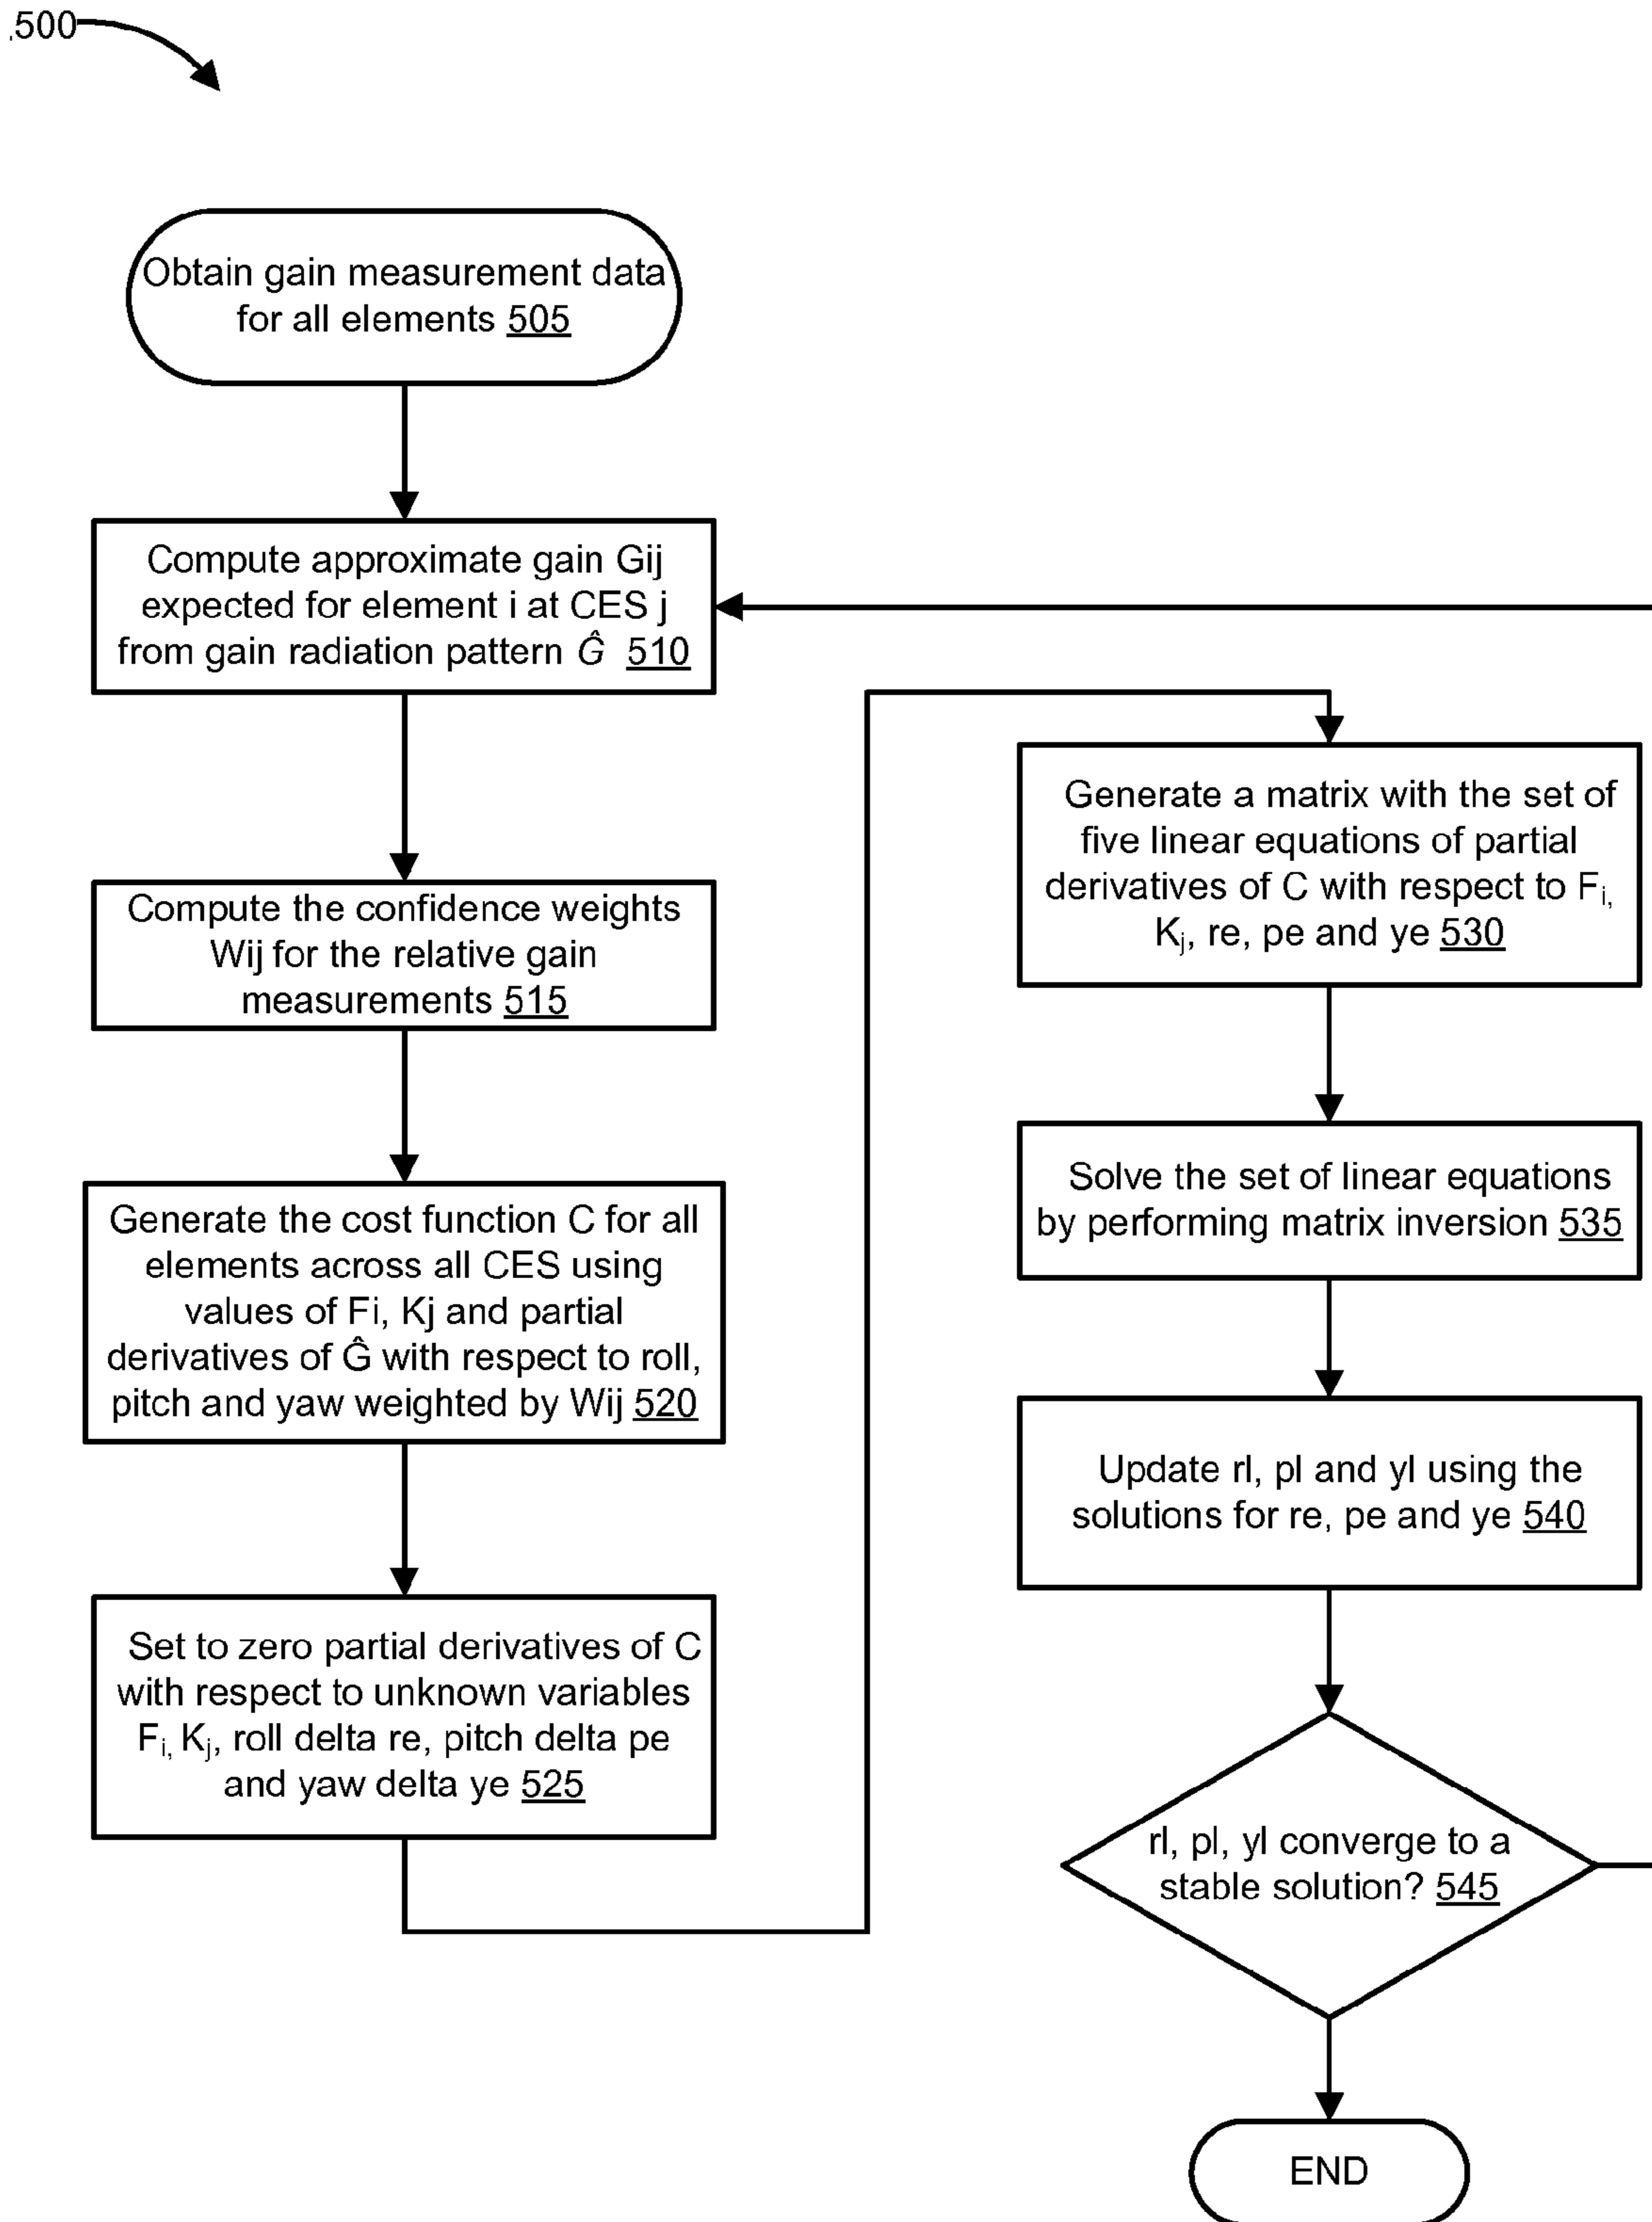 500
Obtain gain measurement data
for all elements 505
Compute approximate gain Gij
expected for element i at CES j
from gain radiation pattern Ĝ 510
Compute the confidence weights
Wij for the relative gain
measurements 515
Generate the cost function C for all
elements across all CES using
values of Fi, Kj and partial
derivatives of Ĝ with respect to roll,
pitch and yaw weighted by Wij 520
Set to zero partial derivatives of C
with respect to unknown variables
Fi, Kj, roll delta re, pitch delta pe
and yaw delta ye 525
Generate a matrix with the set of
five linear equations of partial
derivatives of C with respect to Fi,
Kj, re, pe and ye 530
Solve the set of linear equations
by performing matrix inversion 535
Update rl, pl and yl using the
solutions for re, pe and ye 540
rl, pl, yl converge to a
stable solution? 545
END